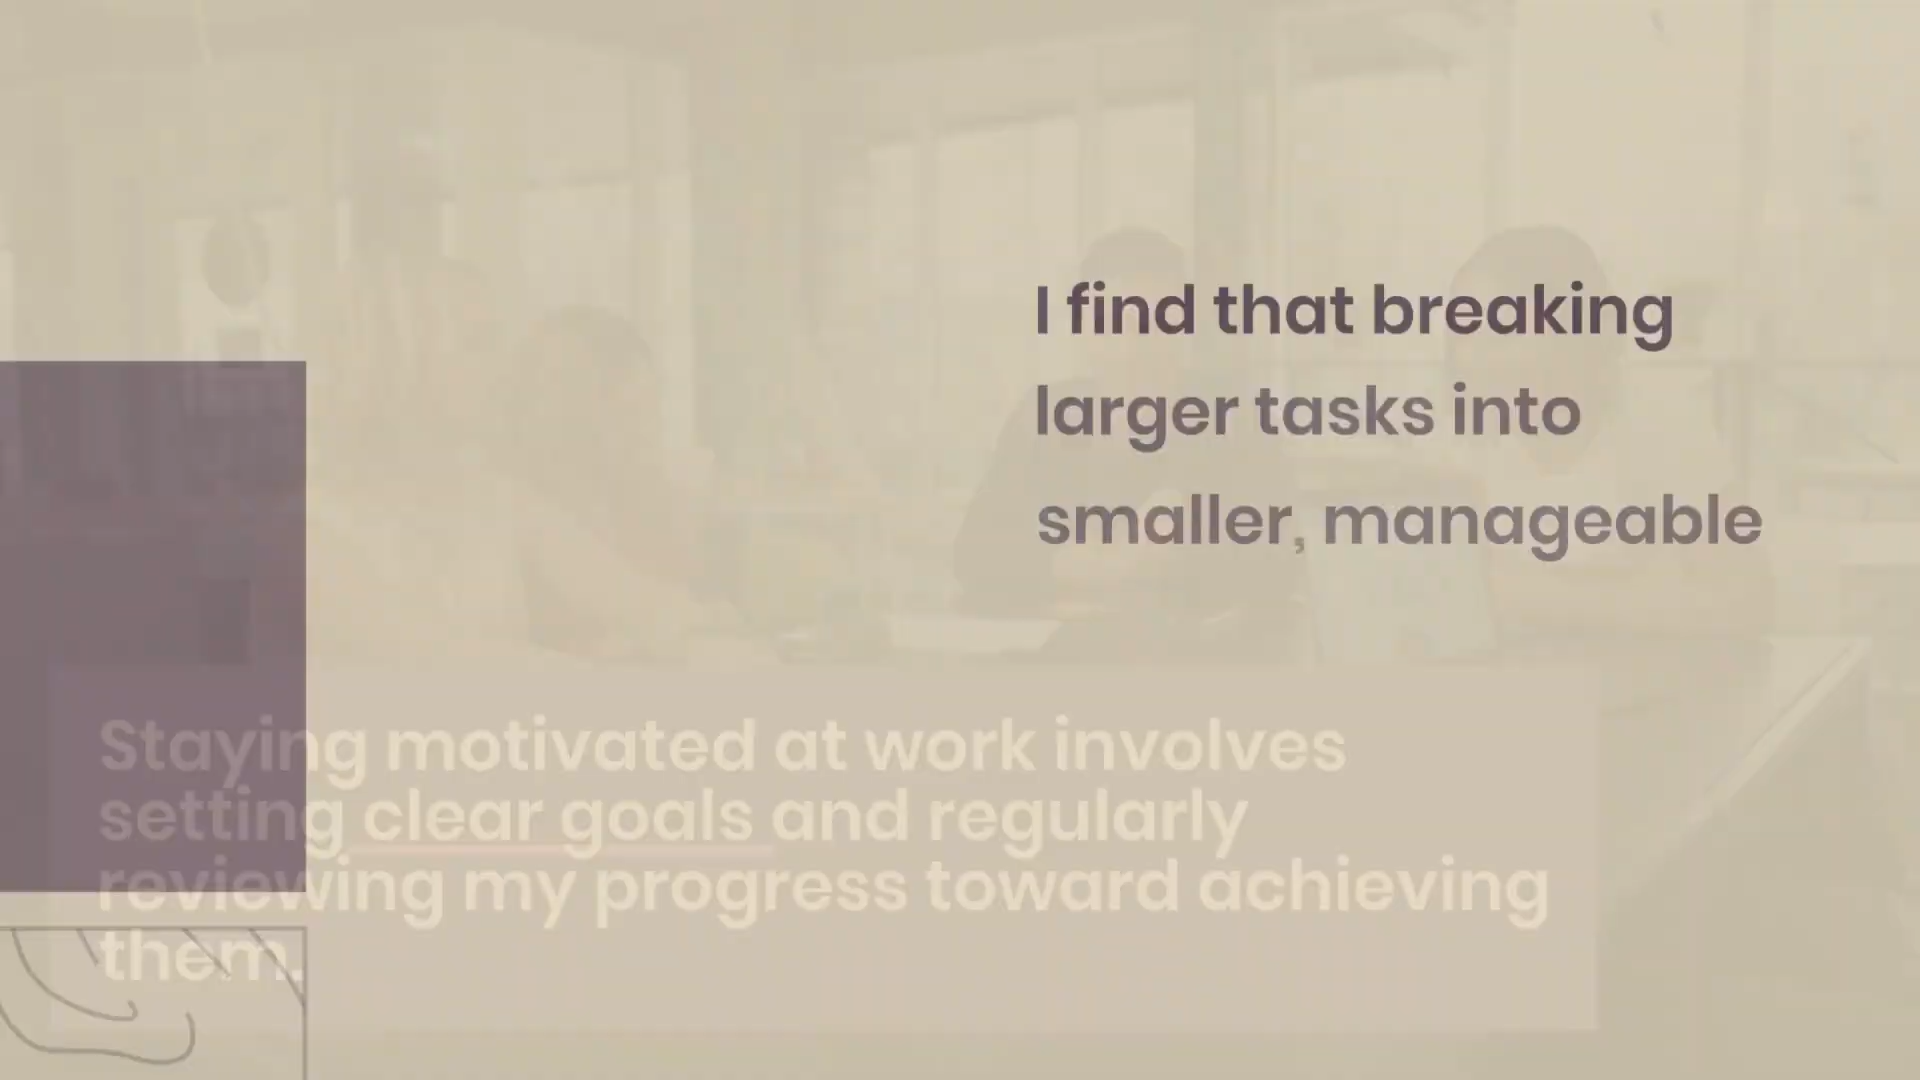 I find that breaking
larger tasks into
smaller, manageable
Staying motivated at work involves
setting clear goals and regularly
reviewing my progress toward achieving
them.